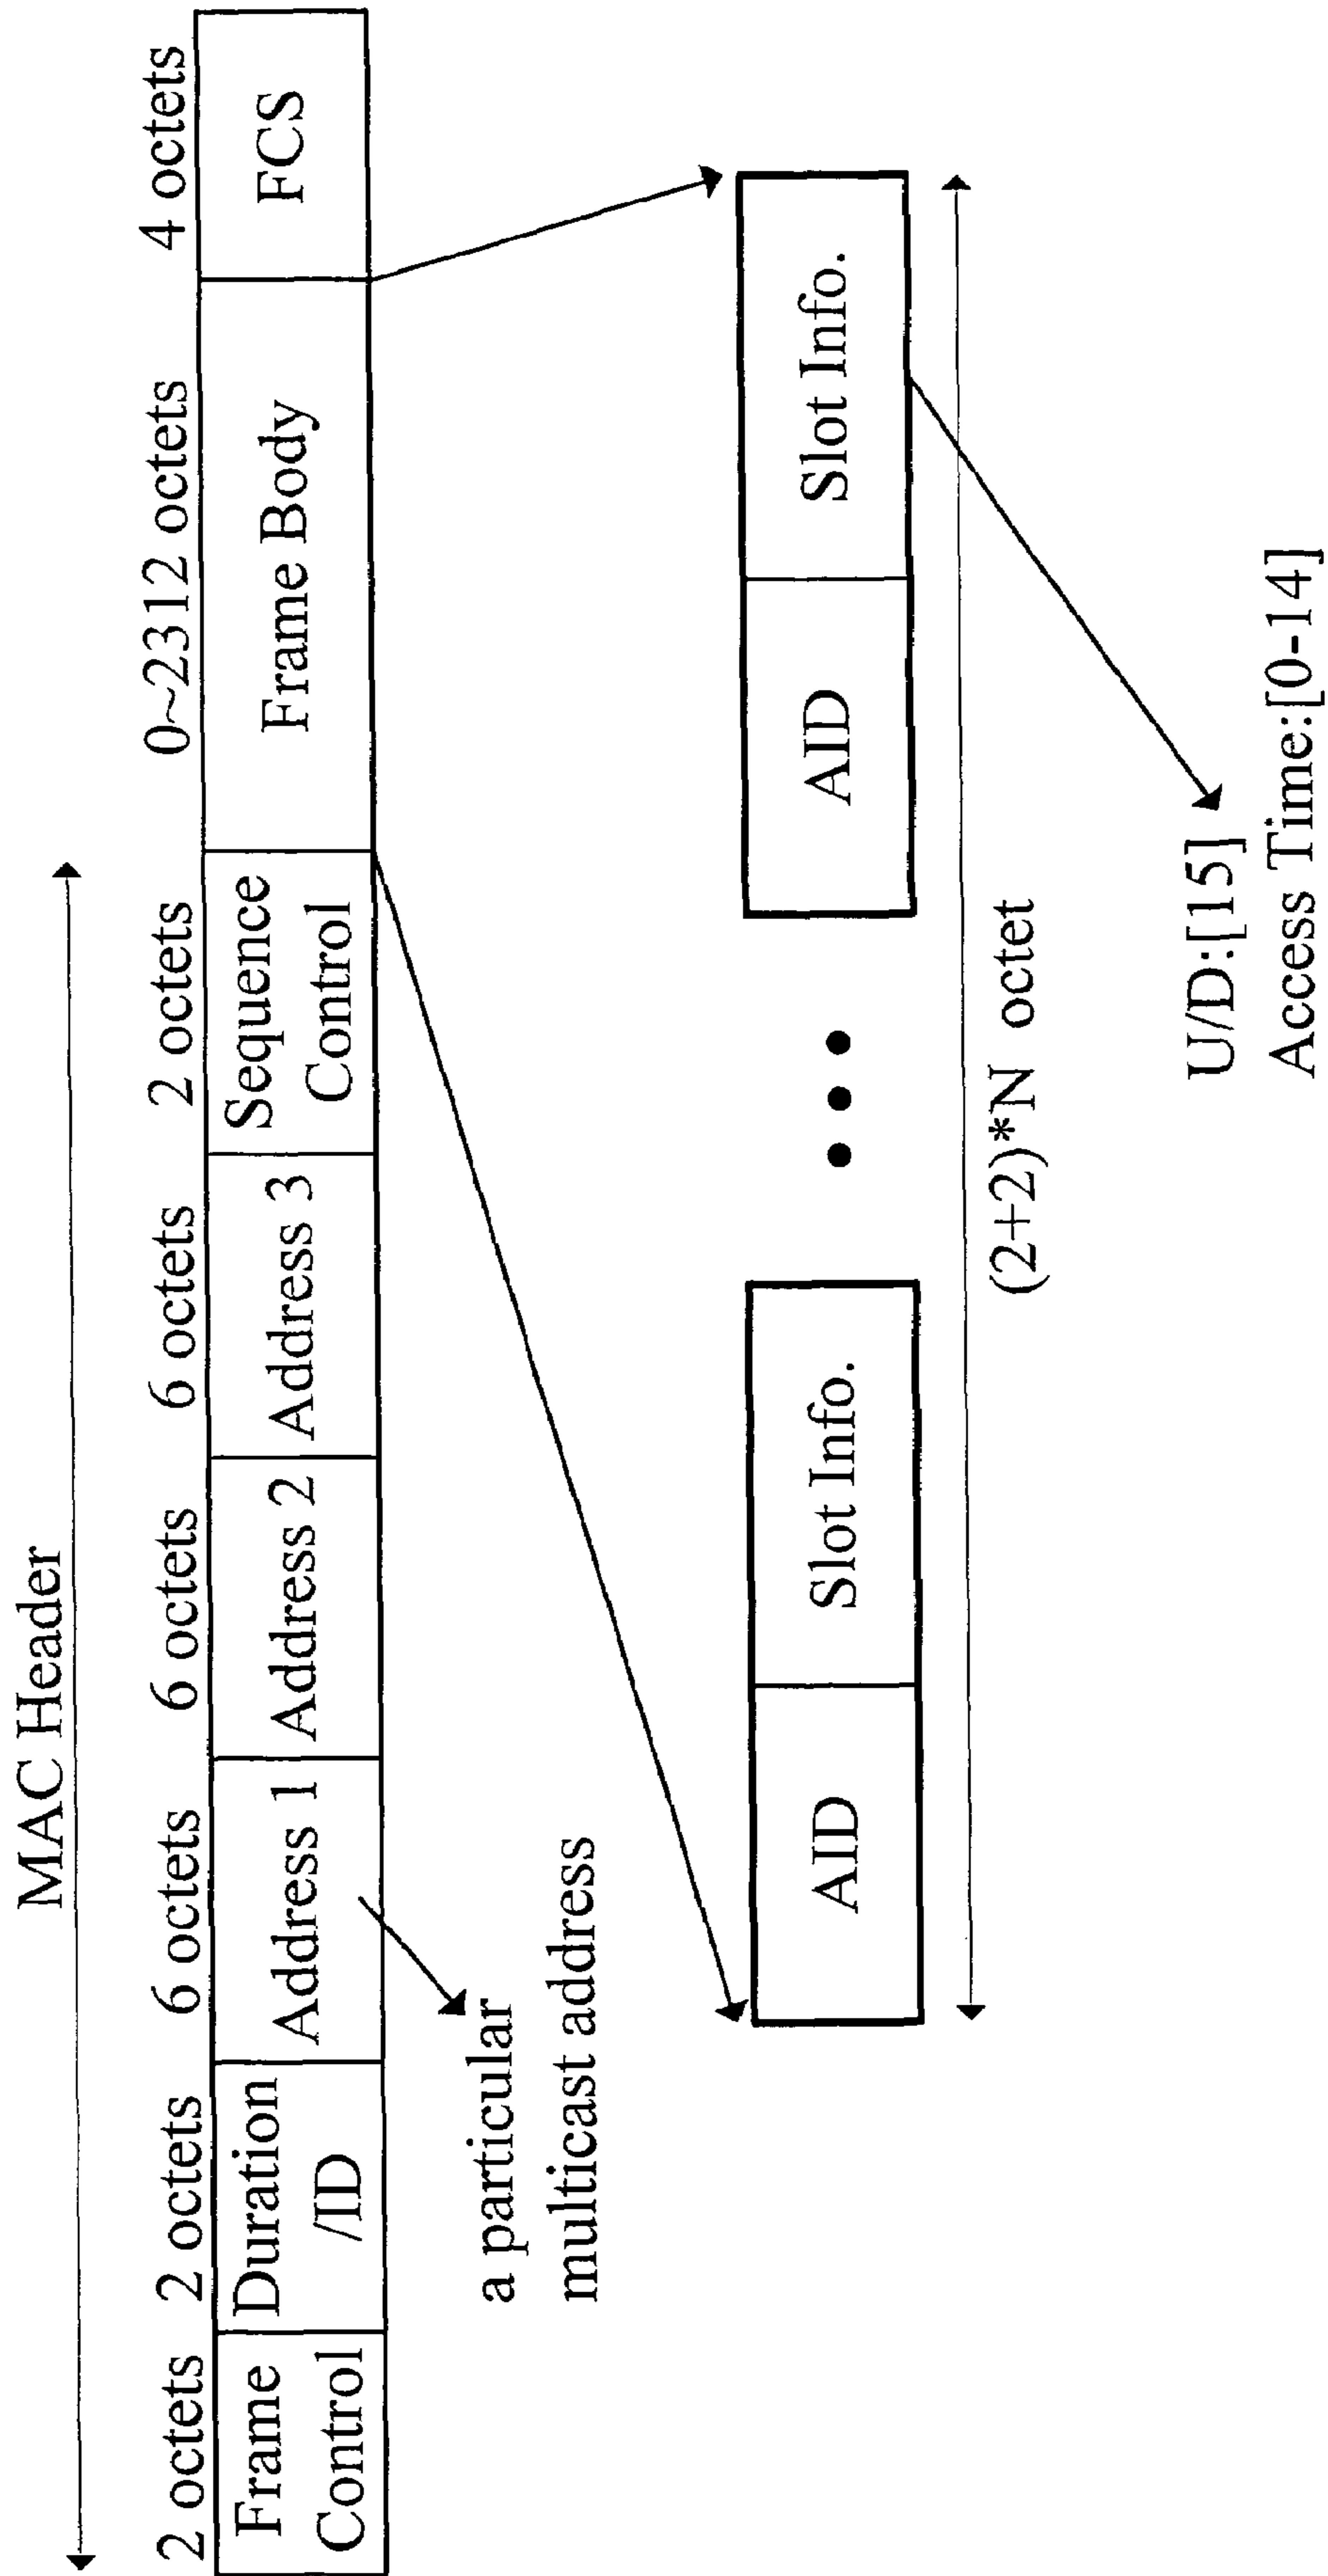 MAC Header
2 octets 2 octets 6 octets 6 octets 6 octets 2 octets 0~2312 octets 4 octets
Frame
Control
Duration
/ID
Address 1
Address 2
Address 3
Sequence
Control
Frame Body
FCS
a particular
multicast address
AID
Slot Info.
AID
Slot Info.
(2+2)*N octet
U/D:[15]
Access Time:[0-14]